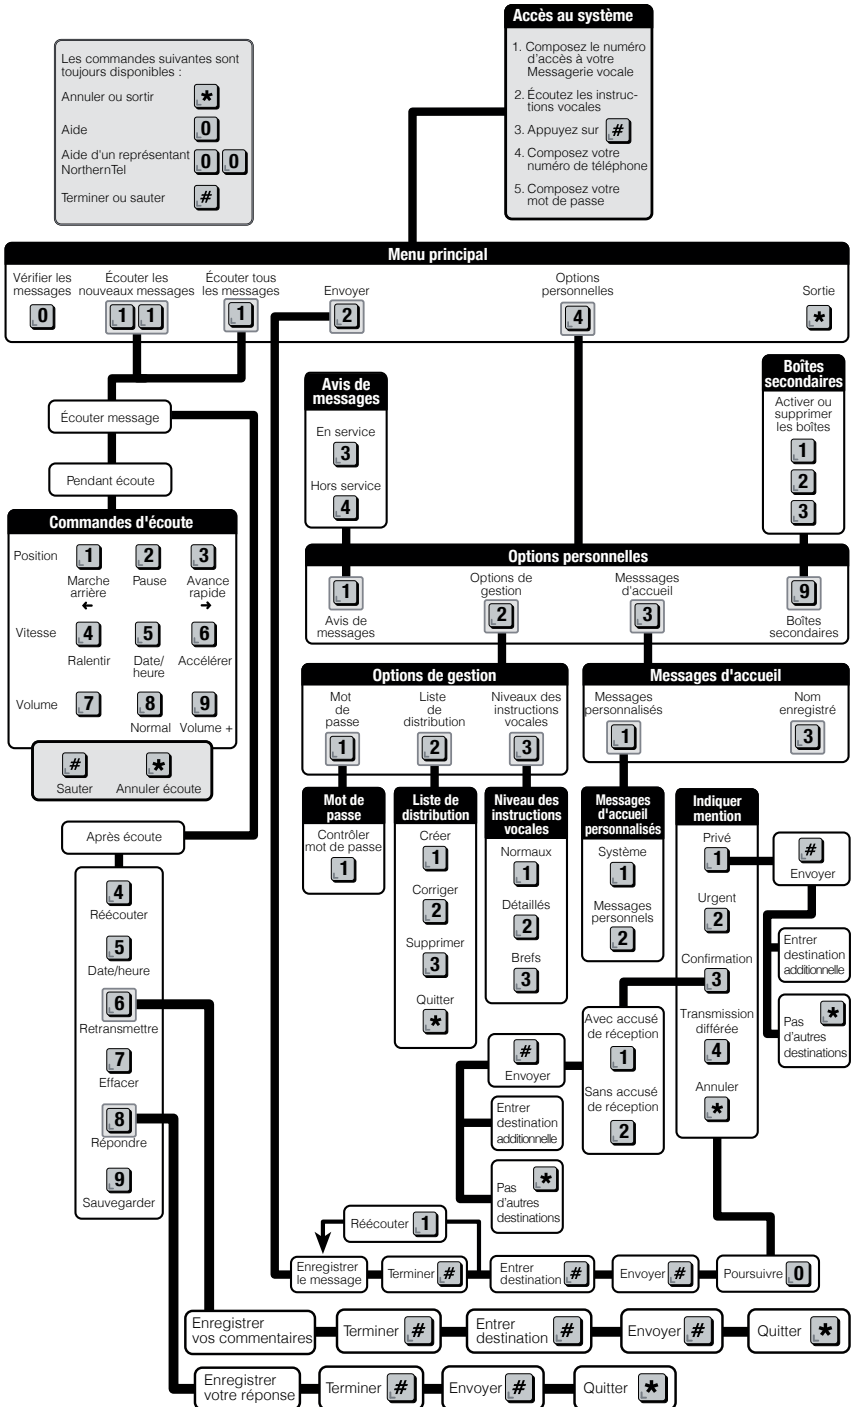 Les commandes suivantes sont
toujours disponibles :
Annuler ou sortir *
Aide 0
Aide d'un représentant
NorthernTel 0 0
Terminer ou sauter #
Accès au système
1. Composez le numéro
d'accès à votre
Messagerie vocale
2. Écoutez les instruc-
tions vocales
3. Appuyez sur #
4. Composez votre
numéro de téléphone
5. Composez votre
mot de passe
Menu principal
Vérifier les
messages
0
Écouter les
nouveaux messages
1 1
Écouter tous
les messages
1
Envoyer
2
Options
personnelles
4
Sortie
*
Écouter message
Pendant écoute
Commandes d'écoute
Position 1 2 3
Marche
arrière
←
Pause
Avance
rapide
→
Vitesse 4 5 6
Ralentir
Date/
heure
Accélérer
Volume 7 8 9
Normal Volume +
# *
Sauter Annuler écoute
Avis de
messages
En service
3
Hors service
4
Boîtes
secondaires
Activer ou
supprimer
les boîtes
1
2
3
Options personnelles
1
Avis de
messages
Options de
gestion
2
Messsages
d'accueil
3
9
Boîtes
secondaires
Options de gestion
Mot
de
passe
1
Liste
de
distribution
2
Niveaux des
instructions
vocales
3
Messages d'accueil
Messages
personnalisés
1
Nom
enregistré
3
Mot de
passe
Contrôler
mot de passe
1
Liste de
distribution
Créer
1
Corriger
2
Supprimer
3
Quitter
*
Niveau des
instructions
vocales
Normaux
1
Détaillés
2
Brefs
3
Messages
d'accueil
personnalisés
Système
1
Messages
personnels
2
Indiquer
mention
Privé
1
Urgent
2
Confirmation
3
Transmission
différée
4
Annuler
*
#
Envoyer
Entrer
destination
additionnelle
Pas *
d'autres
destinations
Avec accusé
de réception
1
Sans accusé
de réception
2
#
Envoyer
Entrer
destination
additionnelle
Pas *
d'autres
destinations
Après écoute
4
Réécouter
5
Date/heure
6
Retransmettre
7
Effacer
8
Répondre
9
Sauvegarder
Réécouter 1
Enregistrer
le message
Terminer #
Entrer
destination #
Envoyer #
Poursuivre 0
Enregistrer
vos commentaires
Terminer #
Entrer
destination #
Envoyer #
Quitter *
Enregistrer
votre réponse
Terminer #
Envoyer #
Quitter *